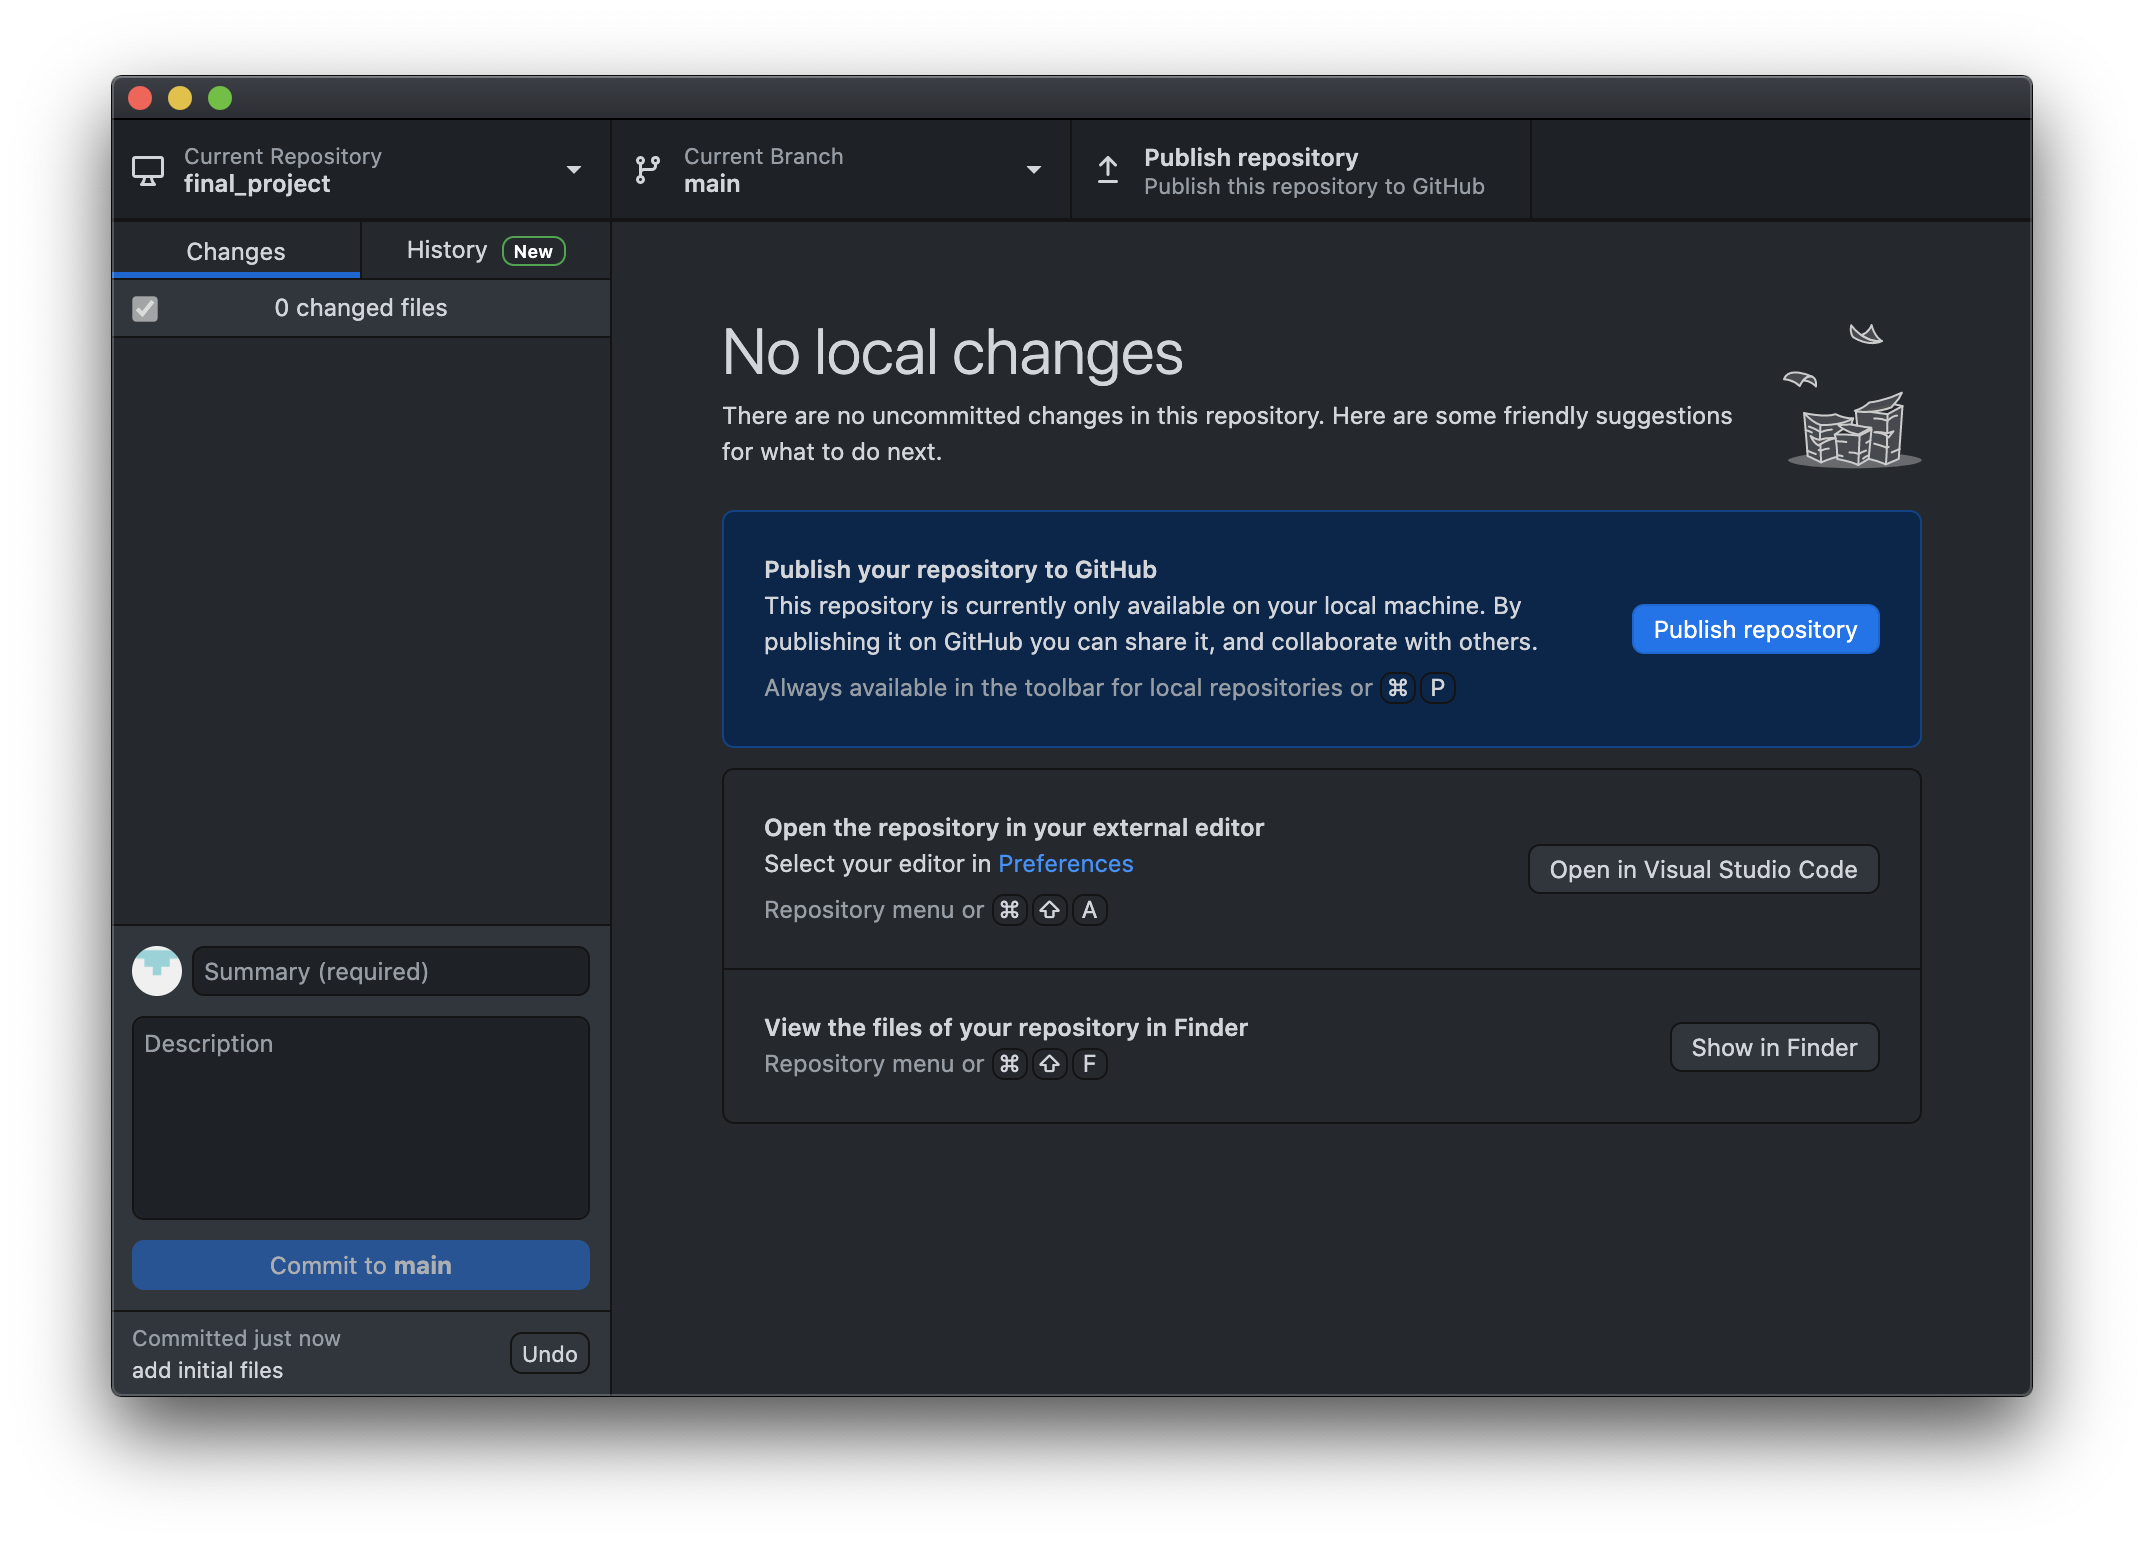 Current Repository
final_project
Current Branch
main
Publish repository
Publish this repository to GitHub
Changes
History New
0 changed files
No local changes
There are no uncommitted changes in this repository. Here are some friendly suggestions
for what to do next.
Publish your repository to GitHub
This repository is currently only available on your local machine. By
publishing it on GitHub you can share it, and collaborate with others.
Always available in the toolbar for local repositories or ⌘ P
Publish repository
Open the repository in your external editor
Select your editor in Preferences
Repository menu or ⌘ ⇧ A
Open in Visual Studio Code
View the files of your repository in Finder
Repository menu or ⌘ ⇧ F
Show in Finder
Summary (required)
Description
Commit to main
Committed just now
add initial files
Undo